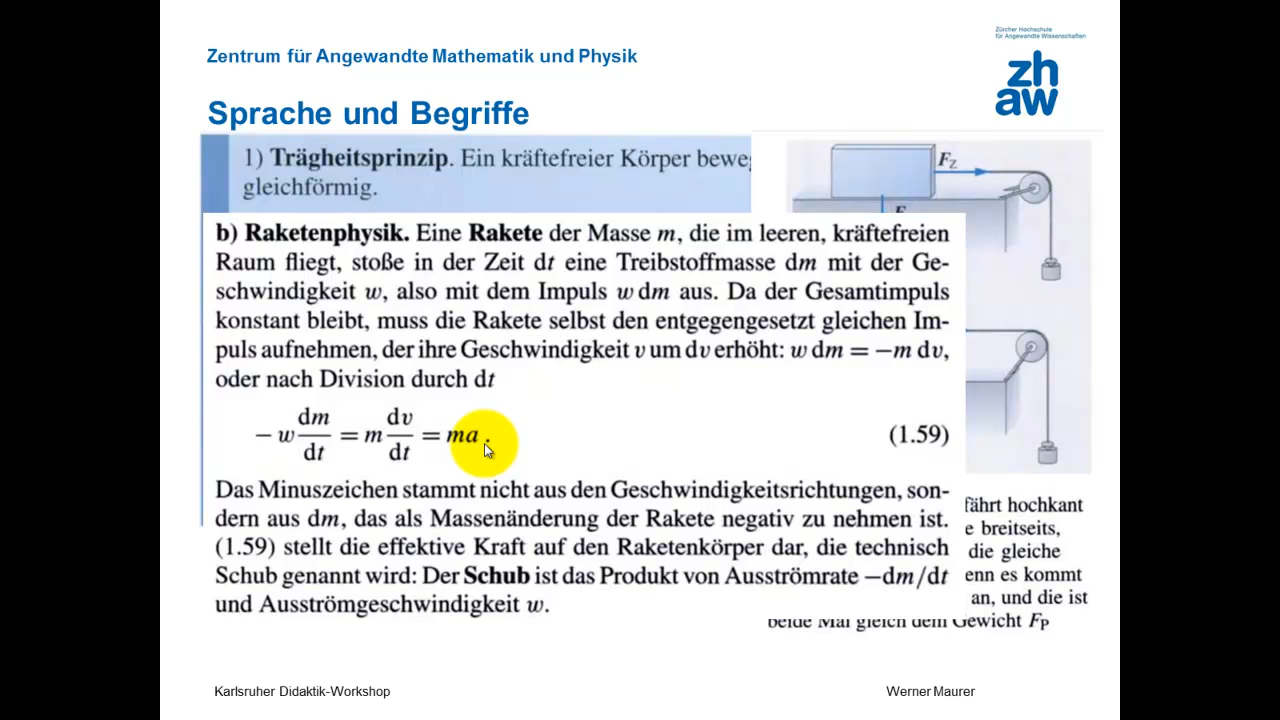 Zürcher Hochschule
für Angewandte Wissenschaften
zh
aw
Zentrum für Angewandte Mathematik und Physik
Sprache und Begriffe
1) Trägheitsprinzip. Ein kräftefreier Körper
gleichförmig.
F_Z
b) Raketenphysik. Eine Rakete der Masse m, die im leeren, kräftefreien
Raum fliegt, stoße in der Zeit dt eine Treibstoffmasse dm mit der Ge-
schwindigkeit w, also mit dem Impuls w dm aus. Da der Gesamtimpuls
konstant bleibt, muss die Rakete selbst den entgegengesetzt gleichen Im-
puls aufnehmen, der ihre Geschwindigkeit v um dv erhöht: w dm = −m dv,
oder nach Division durch dt
− w dm/dt = m dv/dt = ma . (1.59)
Das Minuszeichen stammt nicht aus den Geschwindigkeitsrichtungen, son-
dern aus dm, das als Massenänderung der Rakete negativ zu nehmen ist.
(1.59) stellt die effektive Kraft auf den Raketenkörper dar, die technisch
Schub genannt wird: Der Schub ist das Produkt von Ausströmrate −dm/dt
und Ausströmgeschwindigkeit w.
fährt hochkant
e breitseits,
die gleiche
enn es kommt
an, und die ist
beide Mal gleich dem Gewicht F_P
Karlsruher Didaktik-Workshop
Werner Maurer